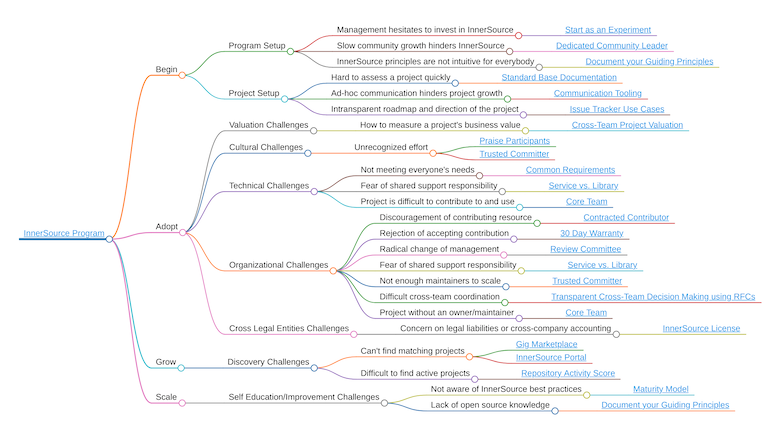 InnerSource Program
Begin
Program Setup
Management hesitates to invest in InnerSource
Start as an Experiment
Slow community growth hinders InnerSource
Dedicated Community Leader
InnerSource principles are not intuitive for everybody
Document your Guiding Principles
Project Setup
Hard to assess a project quickly
Standard Base Documentation
Ad-hoc communication hinders project growth
Communication Tooling
Intransparent roadmap and direction of the project
Issue Tracker Use Cases
Adopt
Valuation Challenges
How to measure a project's business value
Cross-Team Project Valuation
Cultural Challenges
Unrecognized effort
Praise Participants
Trusted Committer
Technical Challenges
Not meeting everyone's needs
Common Requirements
Fear of shared support responsibility
Service vs. Library
Project is difficult to contribute to and use
Core Team
Organizational Challenges
Discouragement of contributing resource
Contracted Contributor
Rejection of accepting contribution
30 Day Warranty
Radical change of management
Review Committee
Fear of shared support responsibility
Service vs. Library
Not enough maintainers to scale
Trusted Committer
Difficult cross-team coordination
Transparent Cross-Team Decision Making using RFCs
Project without an owner/maintainer
Core Team
Cross Legal Entities Challenges
Concern on legal liabilities or cross-company accounting
InnerSource License
Grow
Discovery Challenges
Can't find matching projects
Gig Marketplace
InnerSource Portal
Difficult to find active projects
Repository Activity Score
Scale
Self Education/Improvement Challenges
Not aware of InnerSource best practices
Maturity Model
Lack of open source knowledge
Document your Guiding Principles